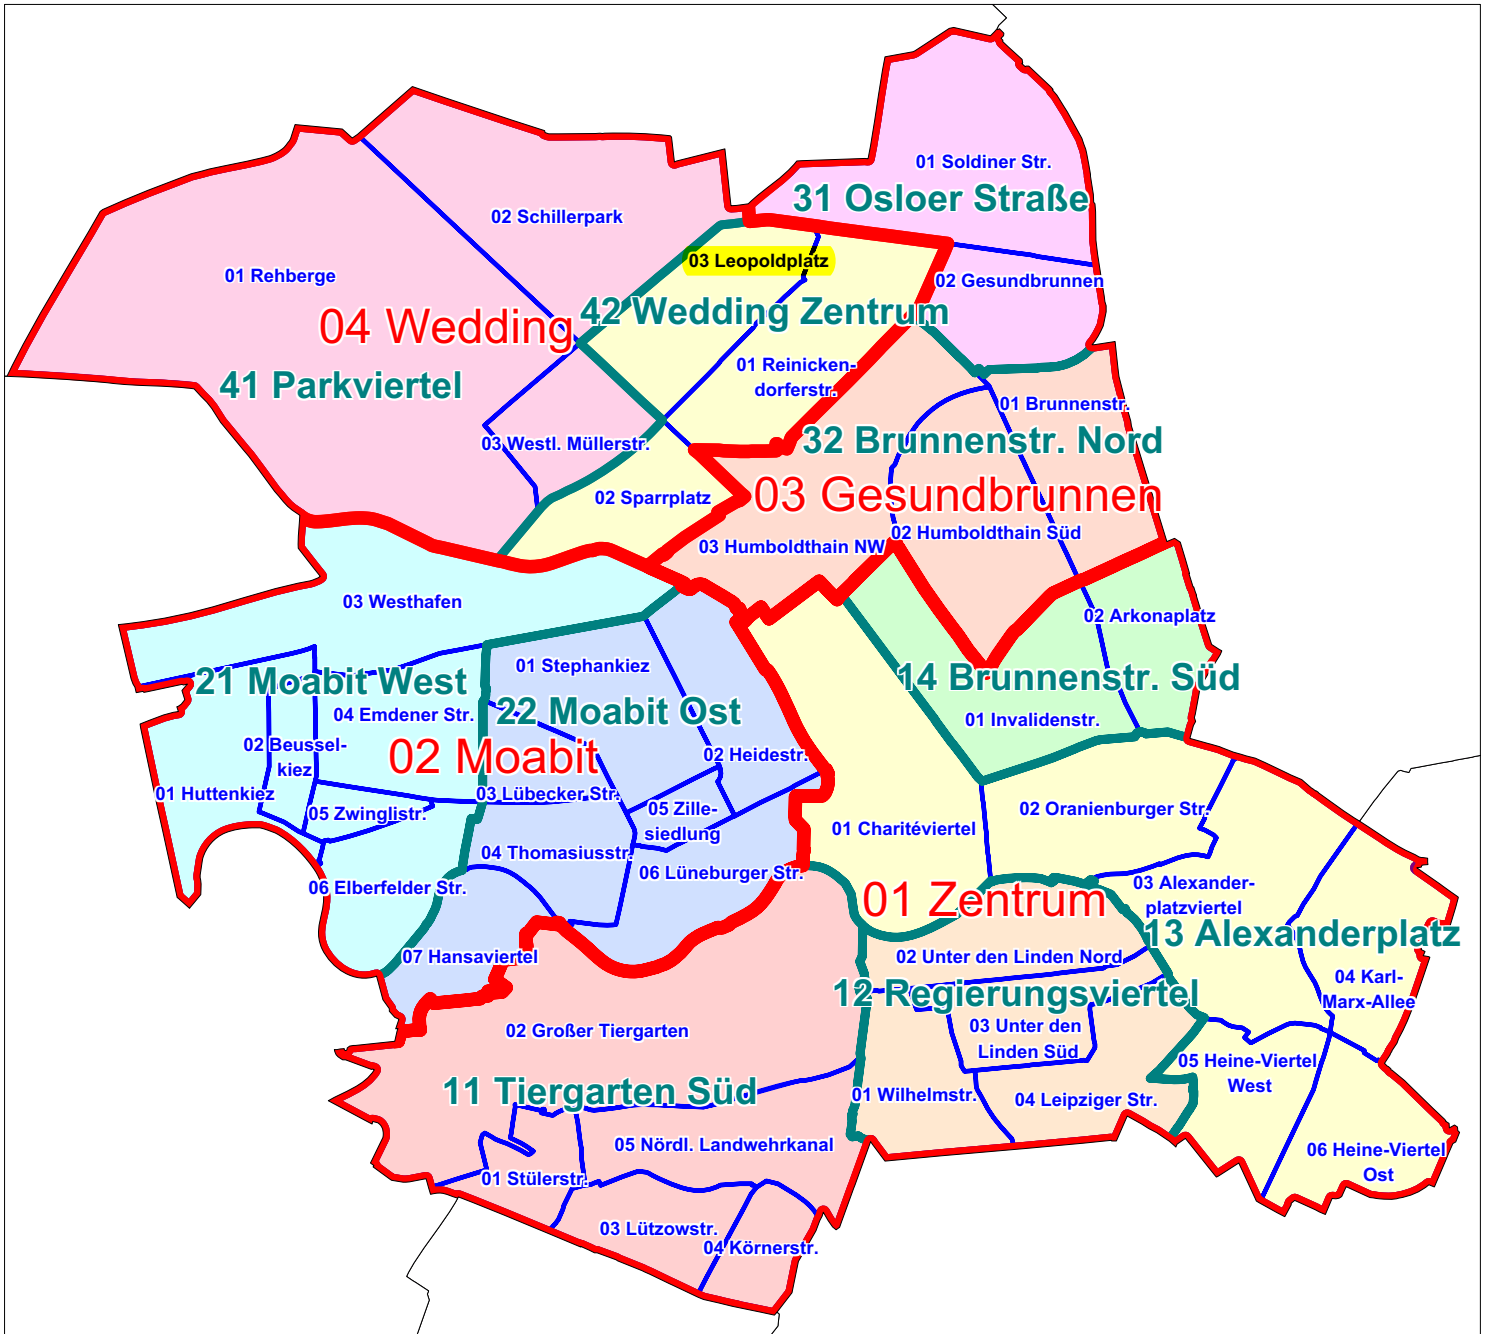 01 Soldiner Str.
31 Osloer Straße
02 Schillerpark
03 Leopoldplatz
01 Rehberge
02 Gesundbrunnen
42 Wedding Zentrum
04 Wedding
01 Reinicken-
dorferstr.
41 Parkviertel
01 Brunnenstr.
03 Westl. Müllerstr.
32 Brunnenstr. Nord
02 Sparrplatz
03 Gesundbrunnen
02 Humboldthain Süd
03 Humboldthain NW
03 Westhafen
02 Arkonaplatz
01 Stephankiez
21 Moabit West
14 Brunnenstr. Süd
04 Emdener Str.
22 Moabit Ost
01 Invalidenstr.
02 Beussel-
kiez
02 Moabit
02 Heidestr.
01 Huttenkiez
03 Lübecker Str.
05 Zwinglistr.
05 Zille-
siedlung
02 Oranienburger Str.
01 Charitéviertel
04 Thomasiusstr.
06 Lüneburger Str.
06 Elberfelder Str.
03 Alexander-
platzviertel
01 Zentrum
13 Alexanderplatz
07 Hansaviertel
02 Unter den Linden Nord
04 Karl-
Marx-Allee
12 Regierungsviertel
02 Großer Tiergarten
03 Unter den
Linden Süd
05 Heine-Viertel
West
11 Tiergarten Süd
01 Wilhelmstr.
04 Leipziger Str.
05 Nördl. Landwehrkanal
06 Heine-Viertel
Ost
01 Stülerstr.
03 Lützowstr.
04 Körnerstr.